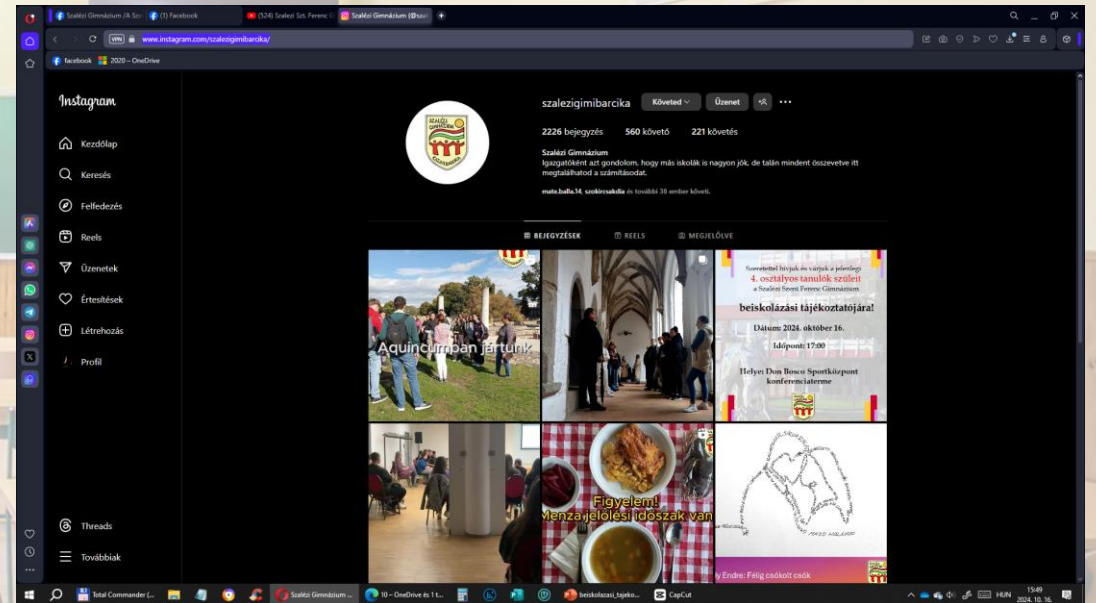 Szalézi Gimnázium /A Sze
(1) Facebook
(524) Szalezi Szt. Ferenc G
Szalézi Gimnázium (@szal
VPN
www.instagram.com/szalezigimibarcika/
facebook
2020 – OneDrive
Instagram
Kezdőlap
Keresés
Felfedezés
Reels
Üzenetek
Értesítések
Létrehozás
Profil
Threads
Továbbiak
szalezigimibarcika
Követed
Üzenet
2226 bejegyzés 560 követő 221 követés
Szalézi Gimnázium
Igazgatóként azt gondolom, hogy más iskolák is nagyon jók, de talán mindent összevetve itt
megtalálhatod a számításodat.
mate.balla.14, szokircsakdia és további 30 ember követi.
BEJEGYZÉSEK
REELS
MEGJELÖLVE
Aquincumban jártunk
Szeretettel hívjuk és várjuk a jelenlegi
4. osztályos tanulók szüleit
a Szalézi Szent Ferenc Gimnázium
beiskolázási tájékoztatójára!
Dátum: 2024. október 16.
Időpont: 17:00
Helye: Don Bosco Sportközpont
konferenciaterme
Figyelem!
Menza jelölési időszak van
y Endre: Félig csókolt csók
Total Commander (...
Szalézi Gimnázium ...
10 – OneDrive és 1 t...
beiskolazasi_tajeko...
CapCut
HUN
15:49
2024. 10. 16.